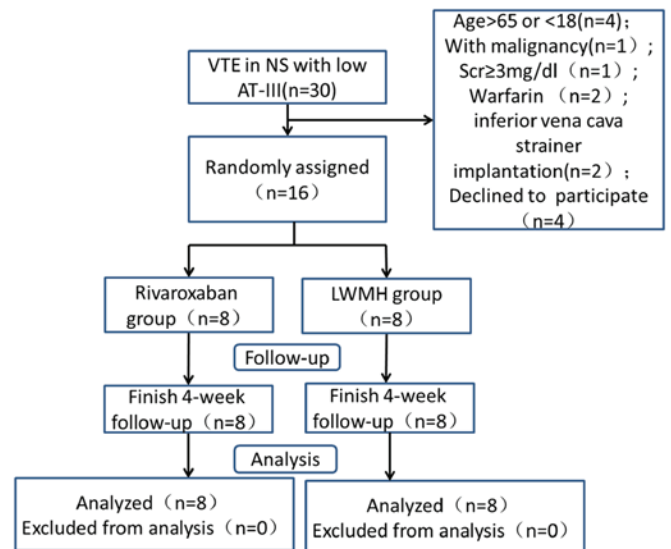 VTE in NS with low
AT-III(n=30)
Age>65 or <18(n=4)；
With malignancy(n=1)；
Scr≥3mg/dl（n=1)；
Warfarin （n=2)；
inferior vena cava
strainer
implantation(n=2）；
Declined to participate
（n=4）
Randomly assigned
（n=16）
Rivaroxaban
group（n=8）
LWMH group
（n=8）
Follow-up
Finish 4-week
follow-up（n=8）
Finish 4-week
follow-up（n=8）
Analysis
Analyzed（n=8）
Excluded from analysis（n=0）
Analyzed（n=8）
Excluded from analysis（n=0）